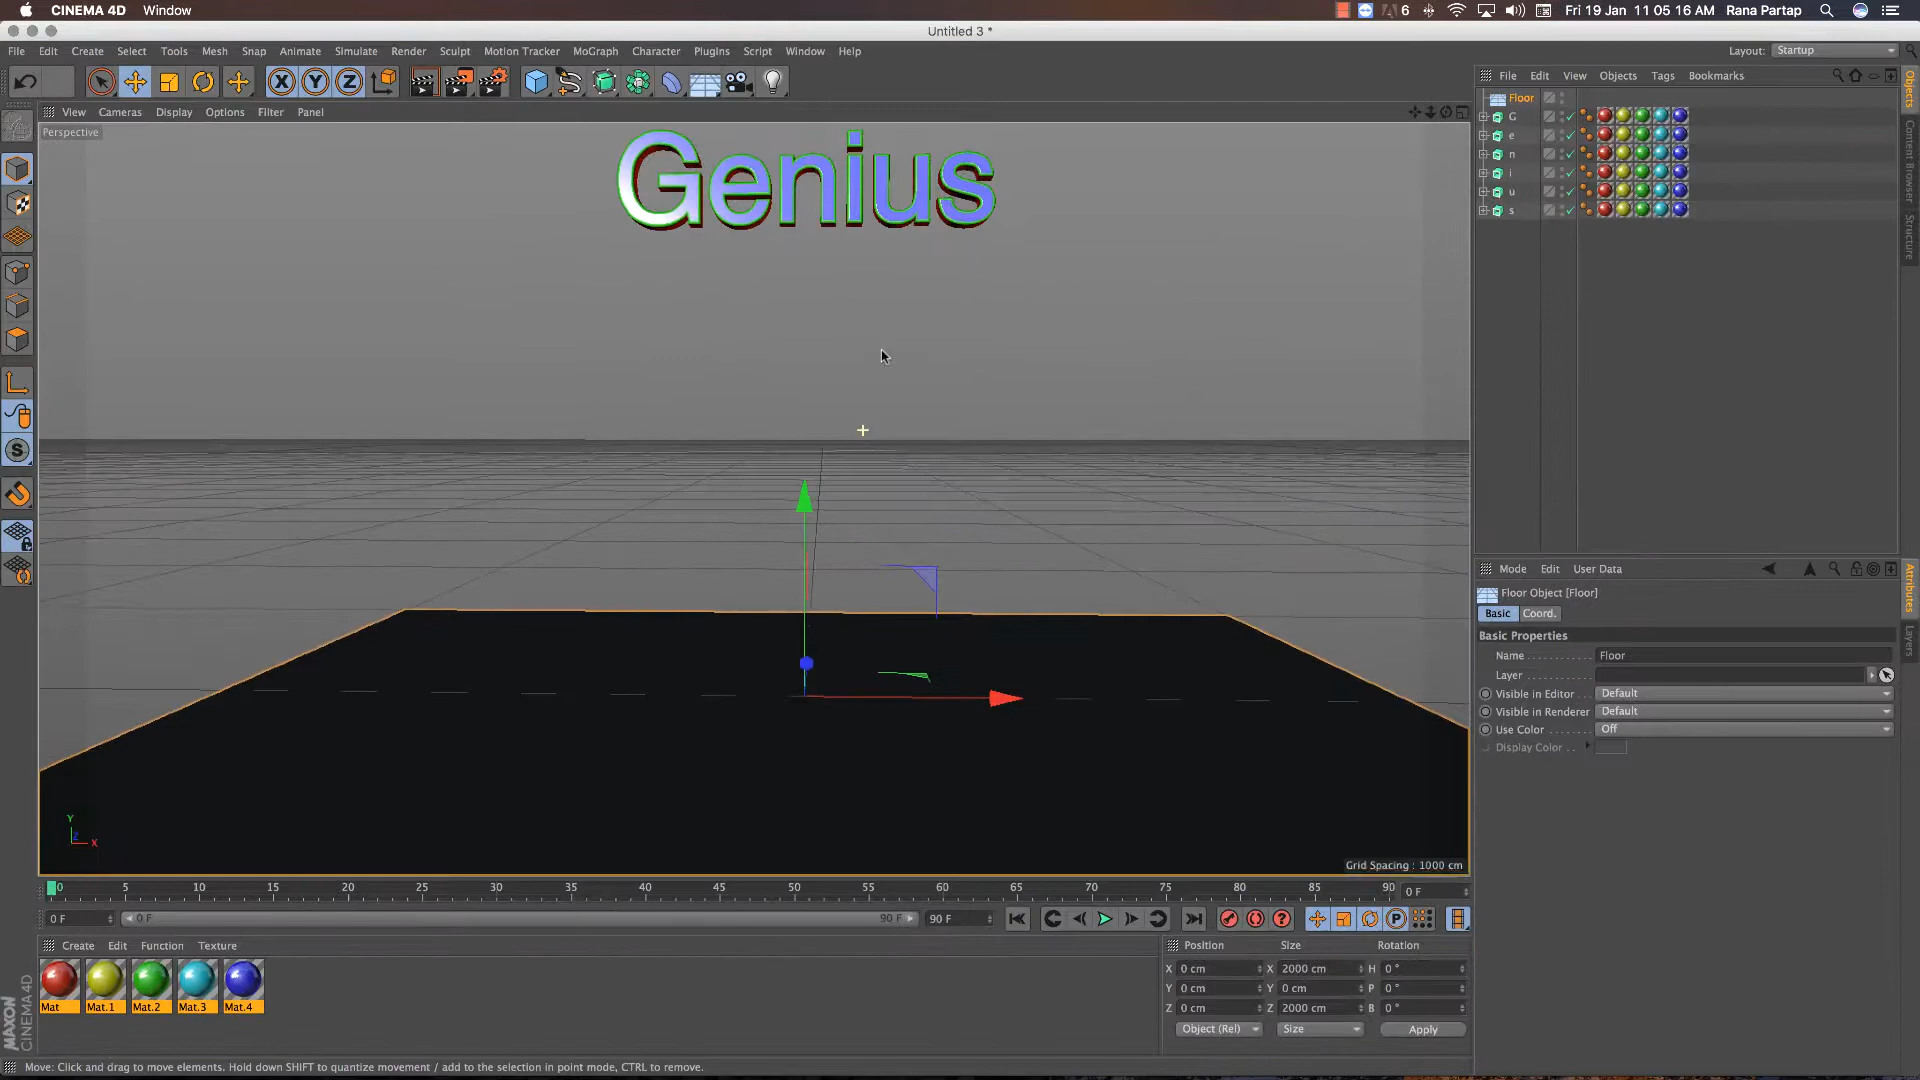 CINEMA 4D Window
6 Fri 19 Jan 11 05 16 AM Rana Partap
Untitled 3 *
File Edit Create Select Tools Mesh Snap Animate Simulate Render Sculpt Motion Tracker MoGraph Character Plugins Script Window Help
Layout: Startup
X Y Z
File Edit View Objects Tags Bookmarks
View Cameras Display Options Filter Panel
Perspective
Genius
Floor
G
e
n
i
u
s
Objects
Content Browser
Structure
Mode Edit User Data
Floor Object [Floor]
Basic Coord.
Basic Properties
Name Floor
Layer
Visible in Editor Default
Visible in Renderer Default
Use Color Off
Display Color
Attributes
Layers
Y
Z
X
Grid Spacing : 1000 cm
0 5 10 15 20 25 30 35 40 45 50 55 60 65 70 75 80 85 90 0 F
0 F 0 F 90 F 90 F
Create Edit Function Texture
Mat Mat.1 Mat.2 Mat.3 Mat.4
Position Size Rotation
X 0 cm X 2000 cm H 0 °
Y 0 cm Y 0 cm P 0 °
Z 0 cm Z 2000 cm B 0 °
Object (Rel) Size Apply
MAXON
CINEMA 4D
Move: Click and drag to move elements. Hold down SHIFT to quantize movement / add to the selection in point mode, CTRL to remove.